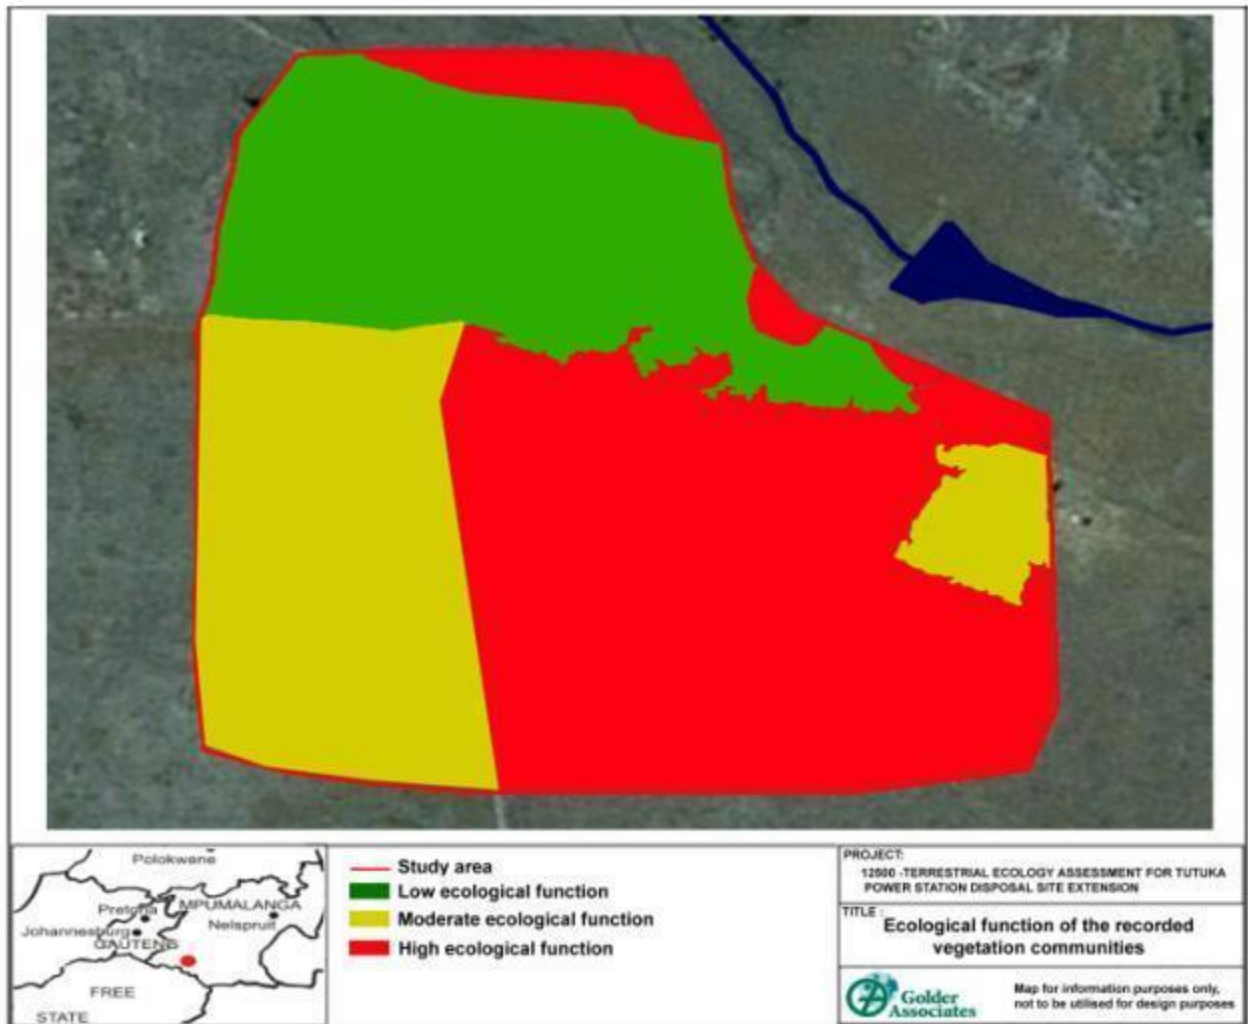 Polokwane
Pretoria
MPUMALANGA
Johannesburg
Nelspruit
GAUTENG
FREE
STATE
Study area
Low ecological function
Moderate ecological function
High ecological function
PROJECT:
12600 -TERRESTRIAL ECOLOGY ASSESSMENT FOR TUTUKA
POWER STATION DISPOSAL SITE EXTENSION
TITLE :
Ecological function of the recorded
vegetation communities
Golder
Associates
Map for information purposes only,
not to be utilised for design purposes